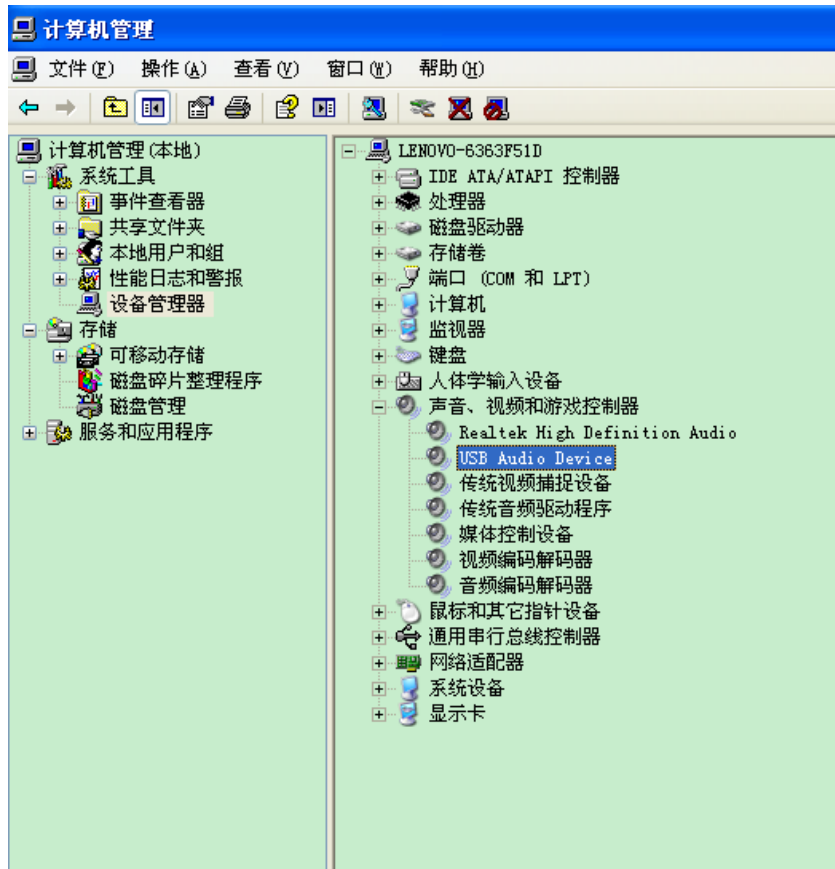 计算机管理
文件(F) 操作(A) 查看(V) 窗口(W) 帮助(H)
计算机管理(本地)
系统工具
事件查看器
共享文件夹
本地用户和组
性能日志和警报
设备管理器
存储
可移动存储
磁盘碎片整理程序
磁盘管理
服务和应用程序
LENOVO-6363F51D
IDE ATA/ATAPI 控制器
处理器
磁盘驱动器
存储卷
端口 (COM 和 LPT)
计算机
监视器
键盘
人体学输入设备
声音、视频和游戏控制器
Realtek High Definition Audio
USB Audio Device
传统视频捕捉设备
传统音频驱动程序
媒体控制设备
视频编码解码器
音频编码解码器
鼠标和其它指针设备
通用串行总线控制器
网络适配器
系统设备
显示卡